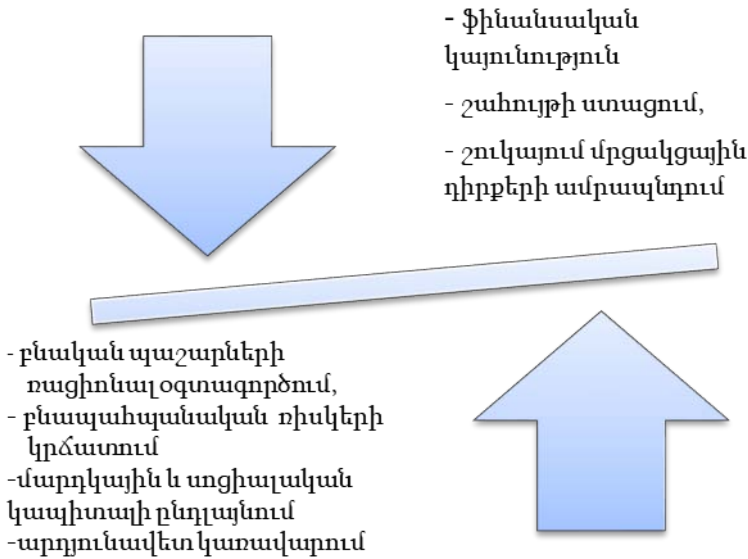 - ֆինանսական
կայունություն
- շահույթի ստացում,
- շուկայում մրցակցային
դիրքերի ամրապնդում
- բնական պաշարների
ռացիոնալ օգտագործում,
- բնապահպանական ռիսկերի
կրճատում
-մարդկային և սոցիալական
կապիտալի ընդլայնում
-արդյունավետ կառավարում